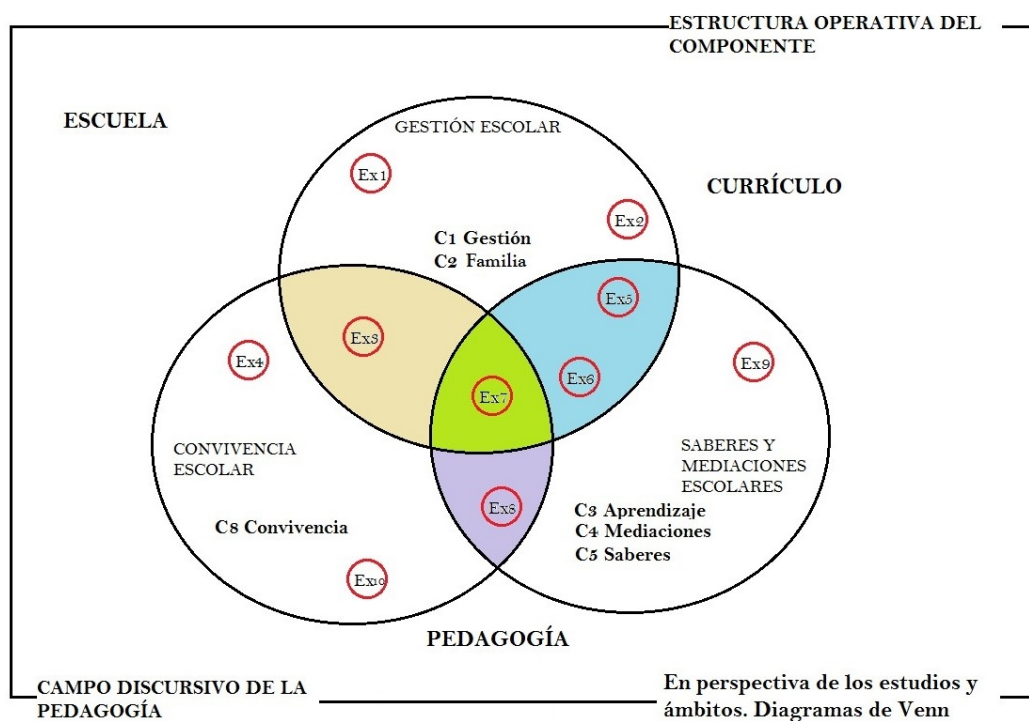 ESTRUCTURA OPERATIVA DEL
COMPONENTE
ESCUELA
GESTIÓN ESCOLAR
Ex1
CURRÍCULO
Ex2
C1 Gestión
C2 Familia
Ex5
Ex3
Ex4
Ex9
Ex6
Ex7
CONVIVENCIA
ESCOLAR
SABERES Y
MEDIACIONES
ESCOLARES
Ex8
C3 Aprendizaje
C4 Mediaciones
C5 Saberes
C8 Convivencia
Ex10
PEDAGOGÍA
CAMPO DISCURSIVO DE LA
PEDAGOGÍA
En perspectiva de los estudios y
ámbitos. Diagramas de Venn